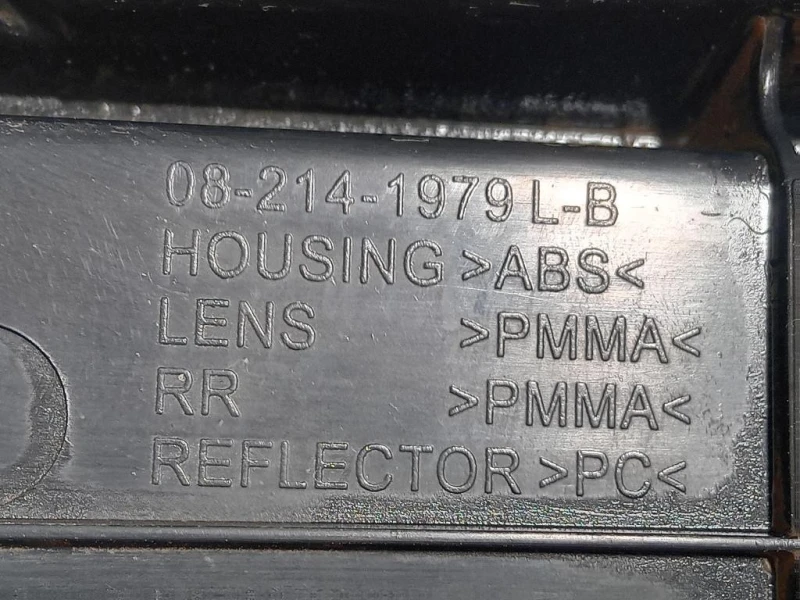 08-214-1979 L-B
HOUSING >ABS<
LENS >PMMA<
RR >PMMA<
REFLECTOR >PC<